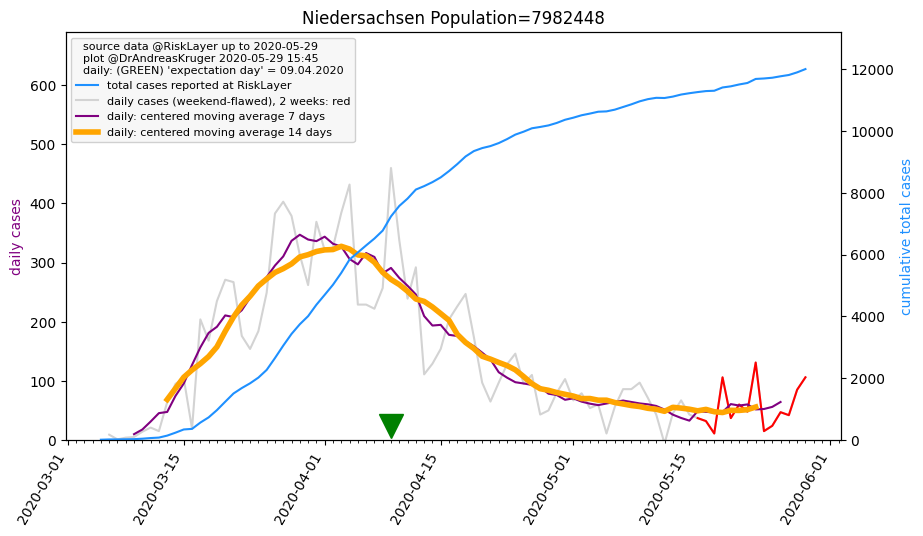 Niedersachsen Population=7982448
source data @RiskLayer up to 2020-05-29
plot @DrAndreasKruger 2020-05-29 15:45
daily: (GREEN) 'expectation day' = 09.04.2020
total cases reported at RiskLayer
daily cases (weekend-flawed), 2 weeks: red
daily: centered moving average 7 days
daily: centered moving average 14 days
daily cases
600
500
400
300
200
100
0
12000
10000
8000
6000
4000
2000
0
cumulative total cases
2020-03-01
2020-03-15
2020-04-01
2020-04-15
2020-05-01
2020-05-15
2020-06-01